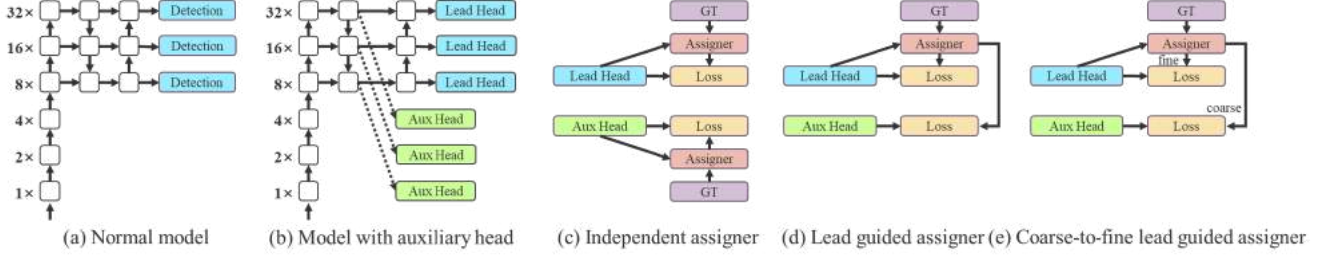 32×
Detection
16×
Detection
8×
Detection
4×
2×
1×
(a) Normal model
32×
Lead Head
16×
Lead Head
8×
Lead Head
4×
Aux Head
2×
Aux Head
1×
Aux Head
(b) Model with auxiliary head
GT
Assigner
Lead Head
Loss
Aux Head
Loss
Assigner
GT
(c) Independent assigner
GT
Assigner
Lead Head
Loss
Aux Head
Loss
(d) Lead guided assigner
GT
Assigner
fine
Lead Head
Loss
coarse
Aux Head
Loss
(e) Coarse-to-fine lead guided assigner